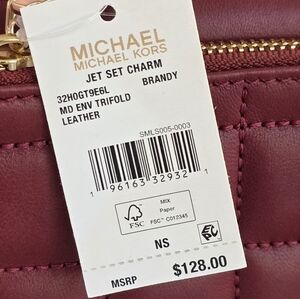 MICHAEL
MICHAEL KORS
JET SET CHARM
32H0GT9E6L BRANDY
MD ENV TRIFOLD
LEATHER
SMLS005-0003
1 96163 32932 1
FSC
MIX
Paper
FSC™ C012345
NS
MSRP $128.00